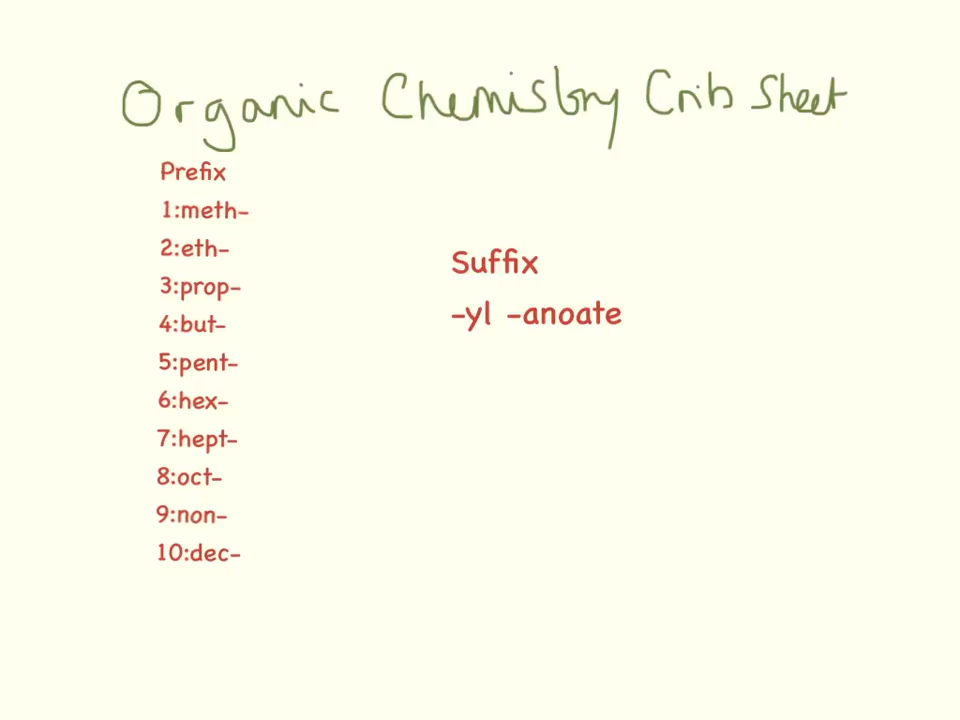 Organic Chemistry Crib Sheet
Prefix
1:meth-
2:eth-
3:prop-
4:but-
5:pent-
6:hex-
7:hept-
8:oct-
9:non-
10:dec-
Suffix
-yl -anoate